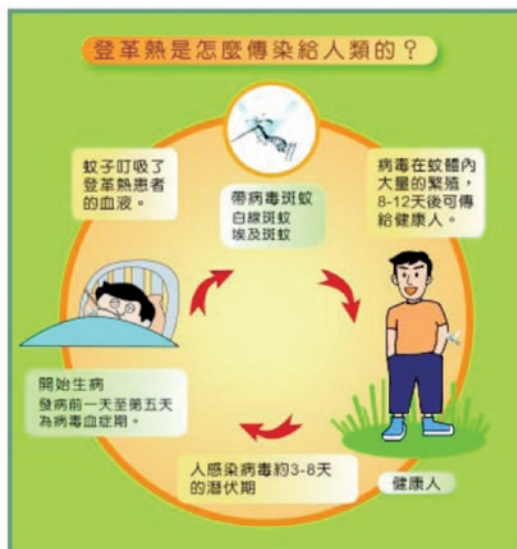 登革熱是怎麼傳染給人類的？
蚊子叮吸了
登革熱患者
的血液。
帶病毒斑蚊
白線斑蚊
埃及斑蚊
病毒在蚊體內
大量的繁殖，
8-12天後可傳
給健康人。
開始生病
發病前一天至第五天
為病毒血症期。
人感染病毒約3-8天
的潛伏期
健康人